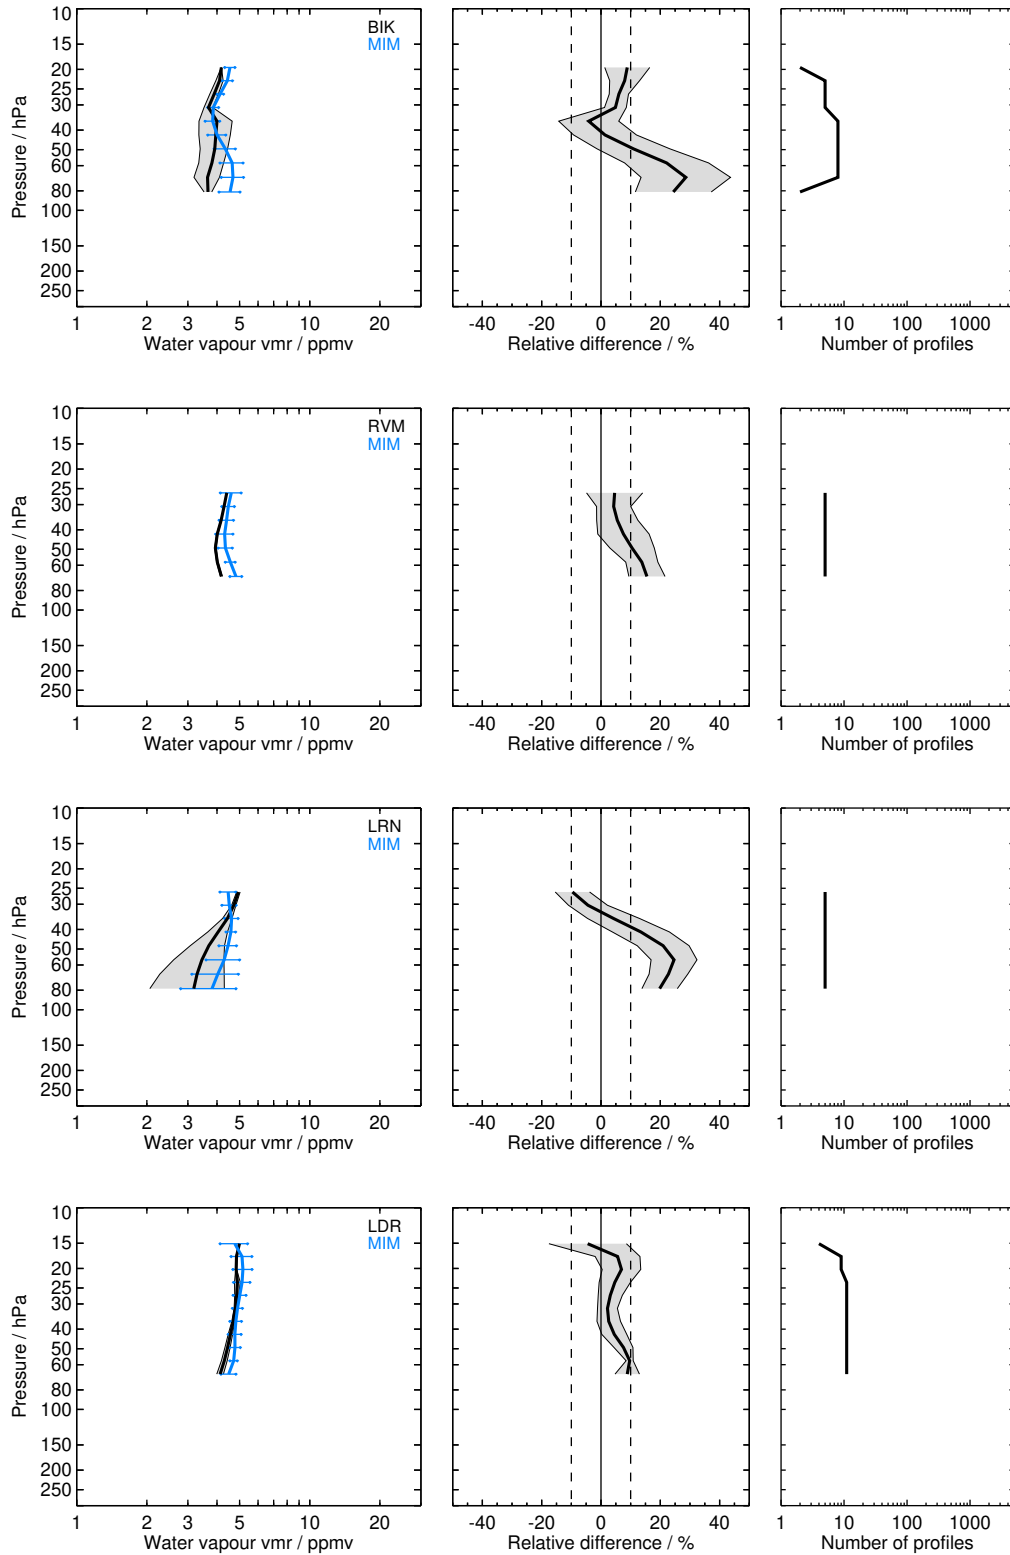 10
15
20
25
30
40
50
60
80
100
150
200
250
Pressure / hPa
BIK
MIM
1 2 3 5 10 20
Water vapour vmr / ppmv
-40 -20 0 20 40
Relative difference / %
1 10 100 1000
Number of profiles
10
15
20
25
30
40
50
60
80
100
150
200
250
Pressure / hPa
RVM
MIM
1 2 3 5 10 20
Water vapour vmr / ppmv
-40 -20 0 20 40
Relative difference / %
1 10 100 1000
Number of profiles
10
15
20
25
30
40
50
60
80
100
150
200
250
Pressure / hPa
LRN
MIM
1 2 3 5 10 20
Water vapour vmr / ppmv
-40 -20 0 20 40
Relative difference / %
1 10 100 1000
Number of profiles
10
15
20
25
30
40
50
60
80
100
150
200
250
Pressure / hPa
LDR
MIM
1 2 3 5 10 20
Water vapour vmr / ppmv
-40 -20 0 20 40
Relative difference / %
1 10 100 1000
Number of profiles